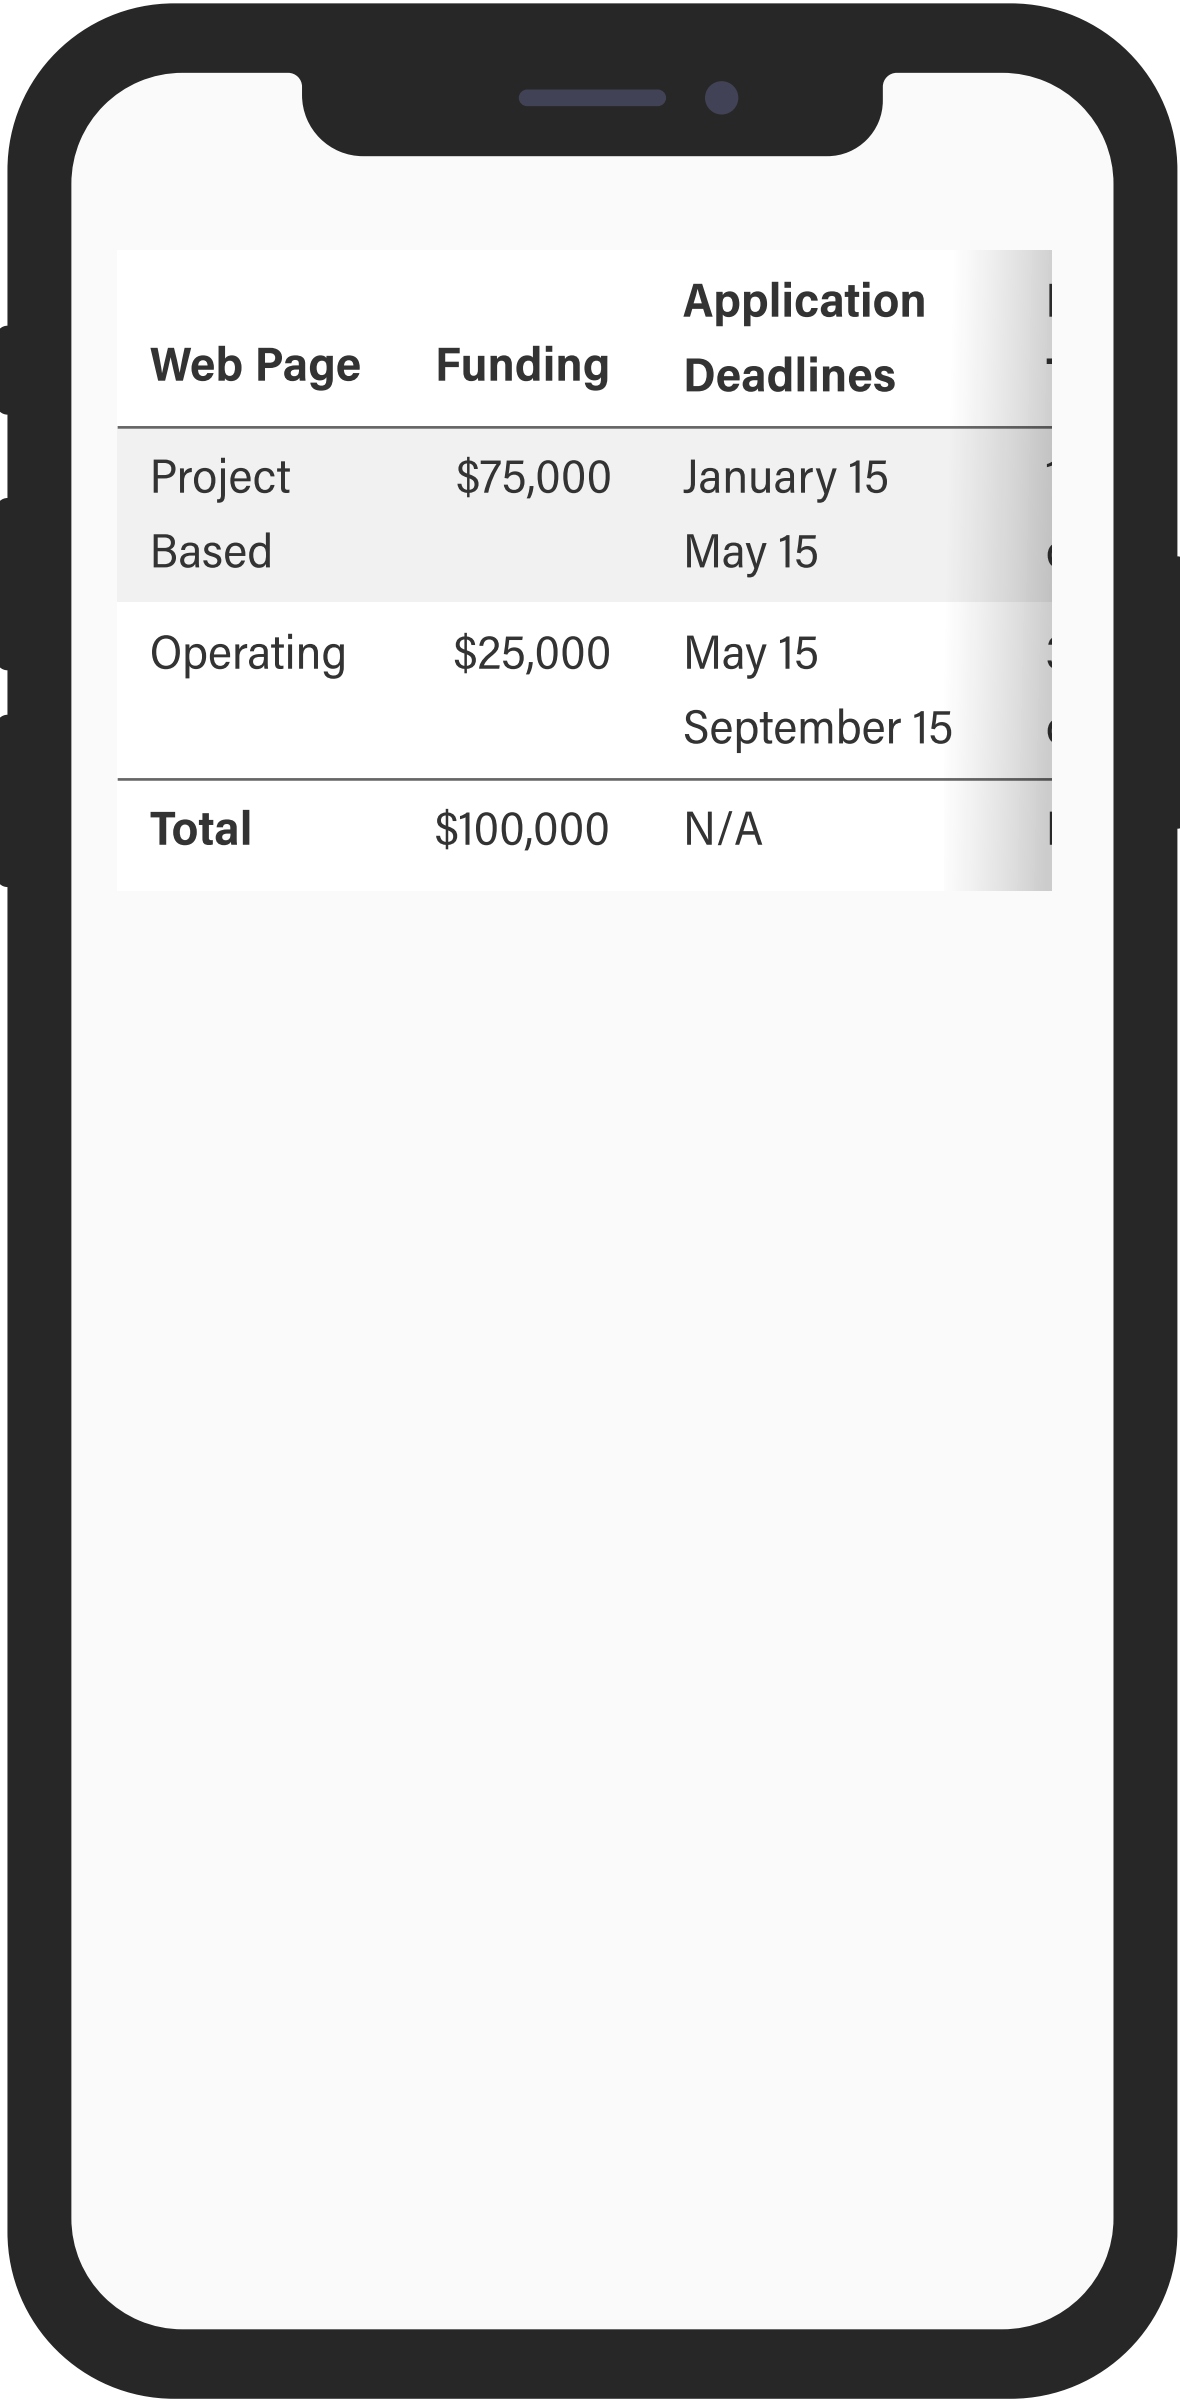 Web Page Funding Application
Deadlines
Project $75,000 January 15
Based May 15
Operating $25,000 May 15
September 15
Total $100,000 N/A